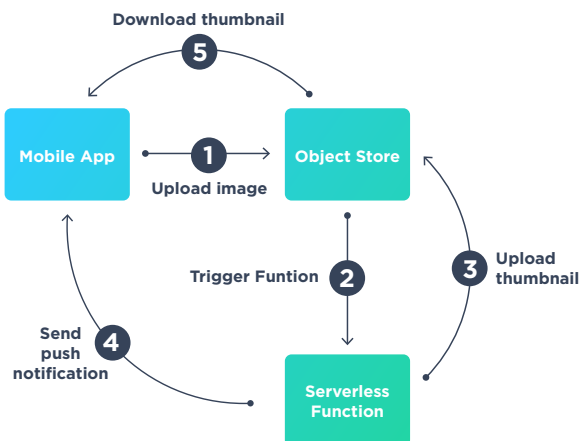 Download thumbnail
5
Mobile App
1
Object Store
Upload image
Trigger Funtion
2
3
Upload
thumbnail
Send
push
notification
4
Serverless
Function